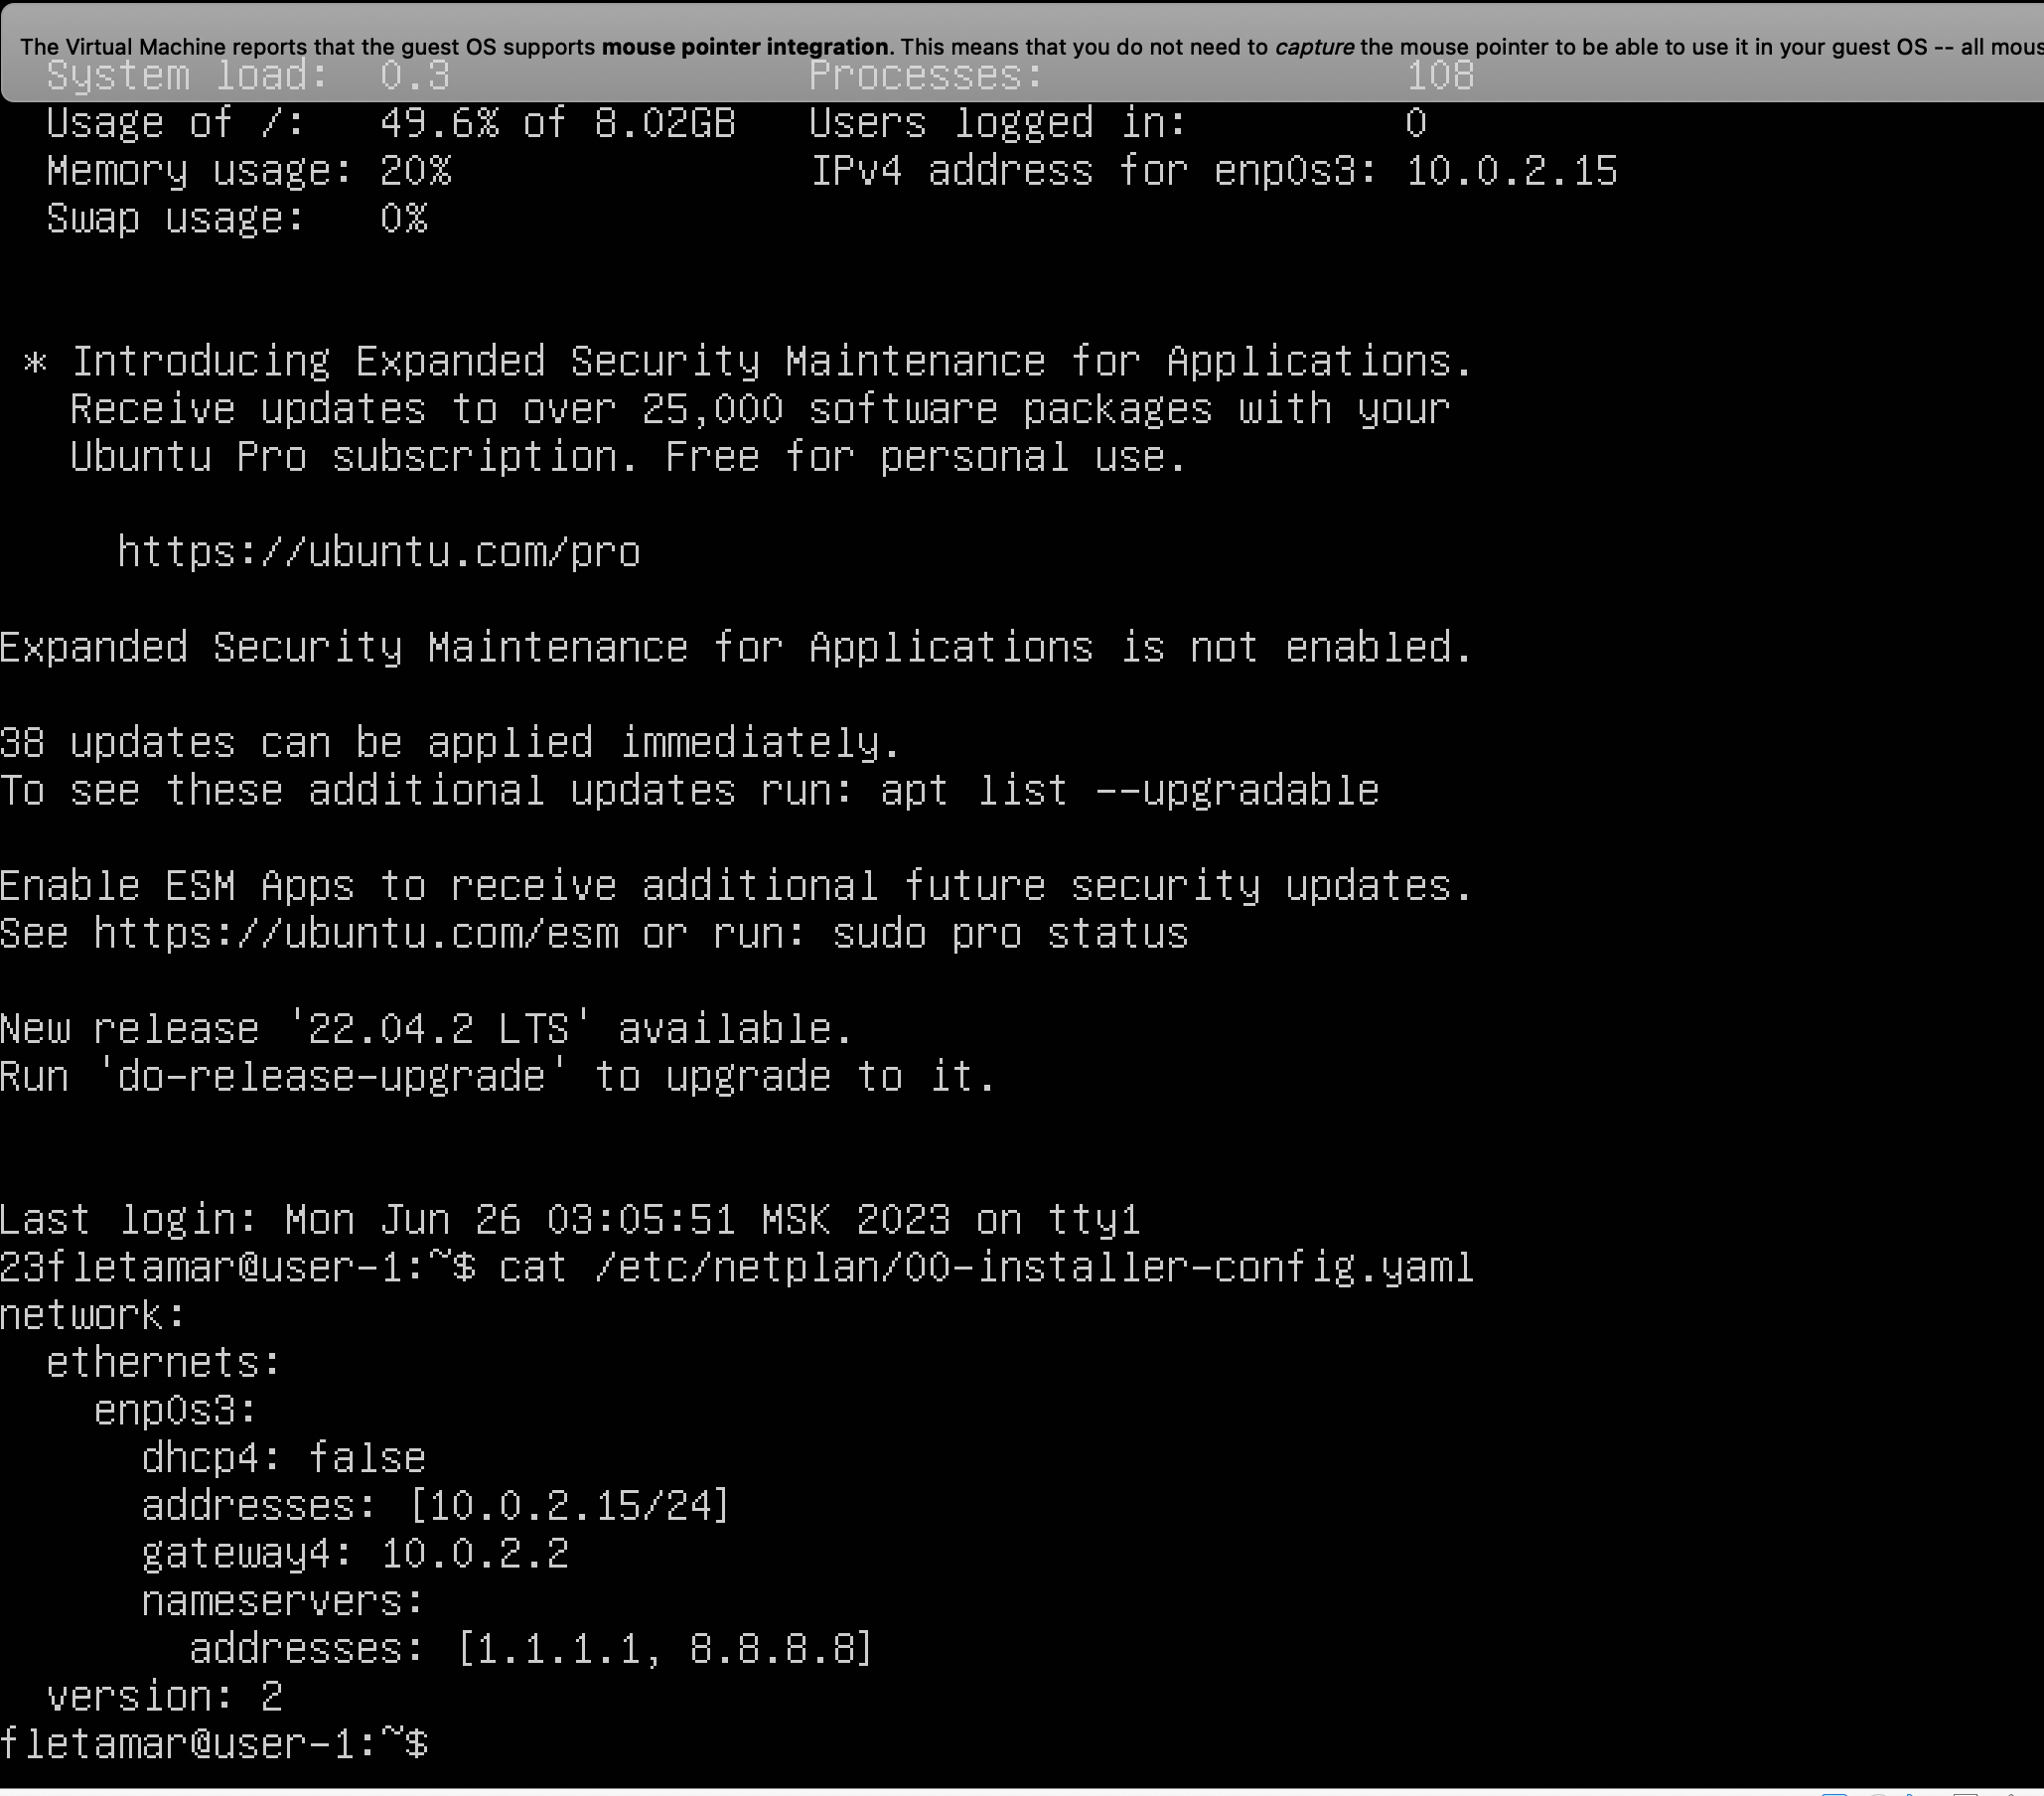 The Virtual Machine reports that the guest OS supports mouse pointer integration. This means that you do not need to capture the mouse pointer to be able to use it in your guest OS -- all mous
System load: 0.3 Processes: 108
Usage of /: 49.6% of 8.02GB Users logged in: 0
Memory usage: 20% IPv4 address for enp0s3: 10.0.2.15
Swap usage: 0%
* Introducing Expanded Security Maintenance for Applications.
Receive updates to over 25,000 software packages with your
Ubuntu Pro subscription. Free for personal use.
https://ubuntu.com/pro
Expanded Security Maintenance for Applications is not enabled.
38 updates can be applied immediately.
To see these additional updates run: apt list --upgradable
Enable ESM Apps to receive additional future security updates.
See https://ubuntu.com/esm or run: sudo pro status
New release '22.04.2 LTS' available.
Run 'do-release-upgrade' to upgrade to it.
Last login: Mon Jun 26 03:05:51 MSK 2023 on tty1
23fletamar@user-1:~$ cat /etc/netplan/00-installer-config.yaml
network:
  ethernets:
    enp0s3:
      dhcp4: false
      addresses: [10.0.2.15/24]
      gateway4: 10.0.2.2
      nameservers:
        addresses: [1.1.1.1, 8.8.8.8]
  version: 2
fletamar@user-1:~$